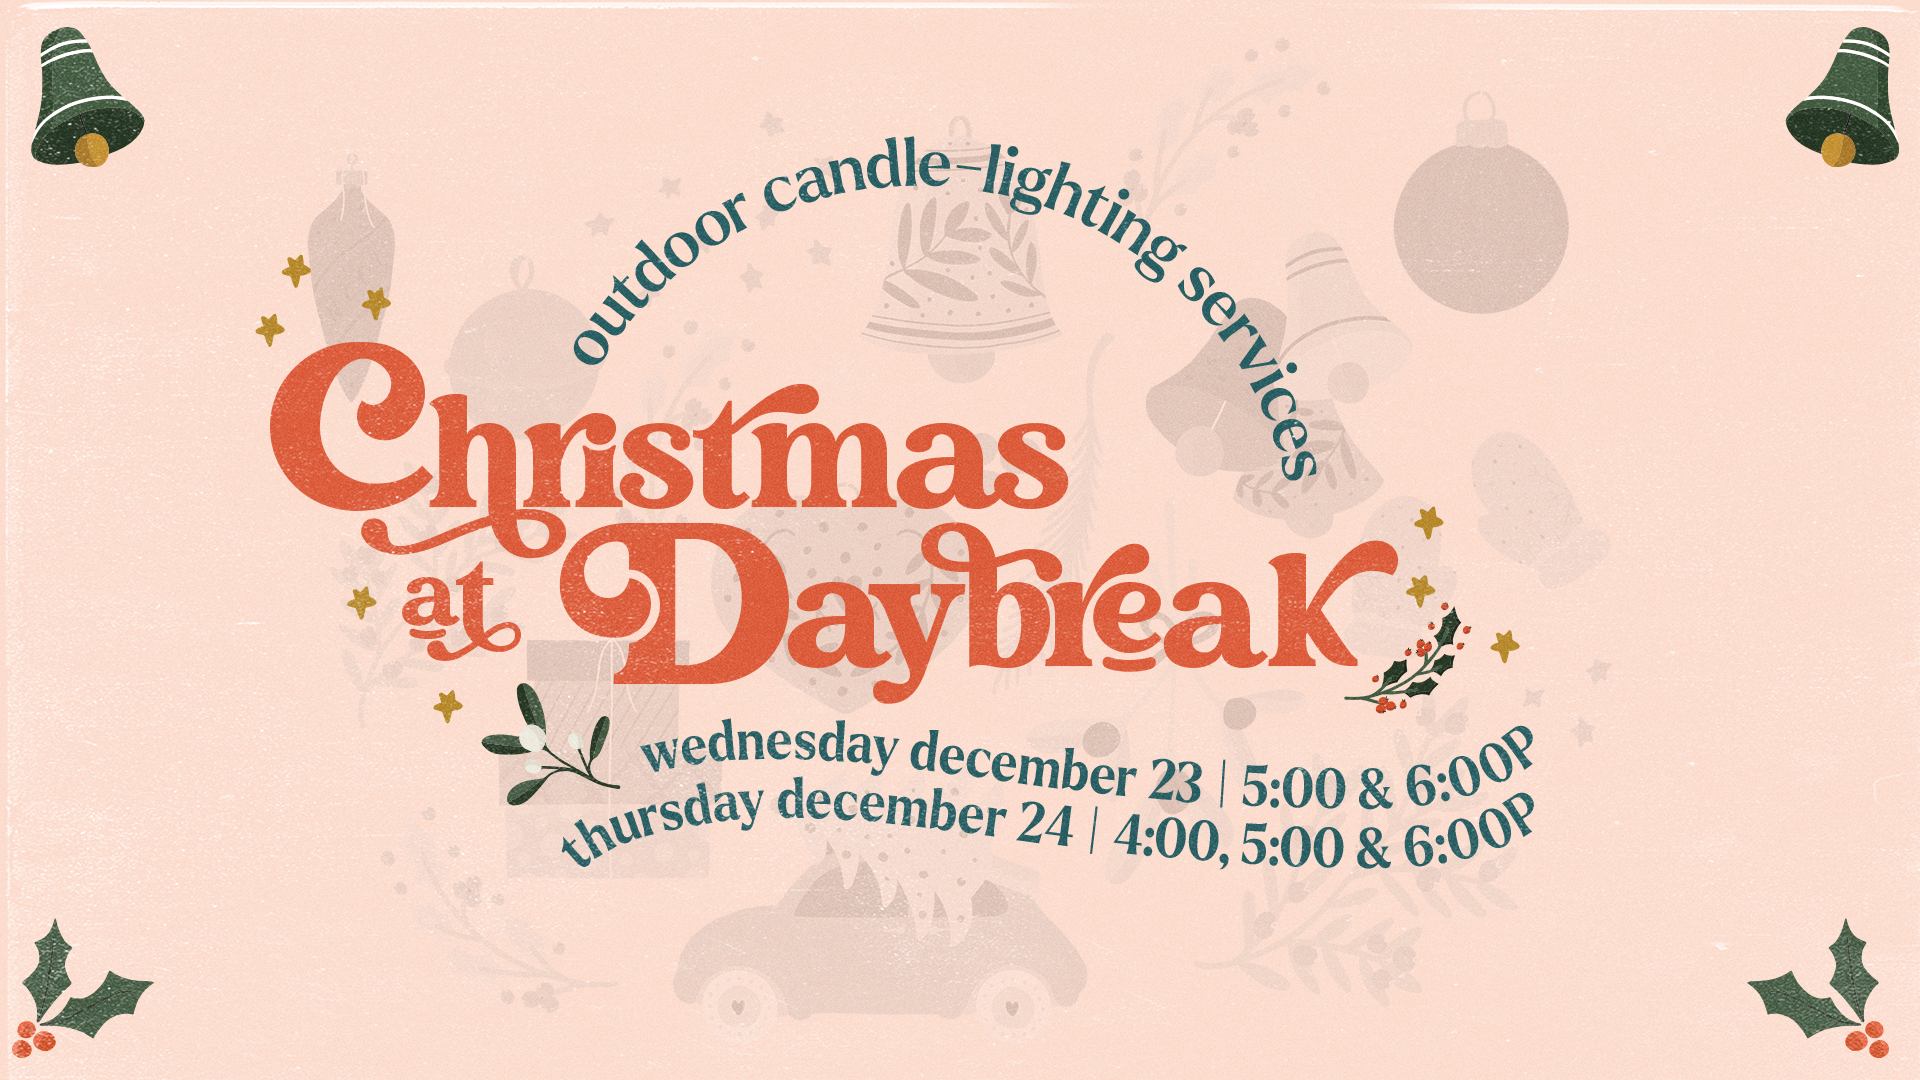 outdoor candle-lighting services
Christmas
at Daybreak
wednesday december 23 | 5:00 & 6:00P
thursday december 24 | 4:00, 5:00 & 6:00P